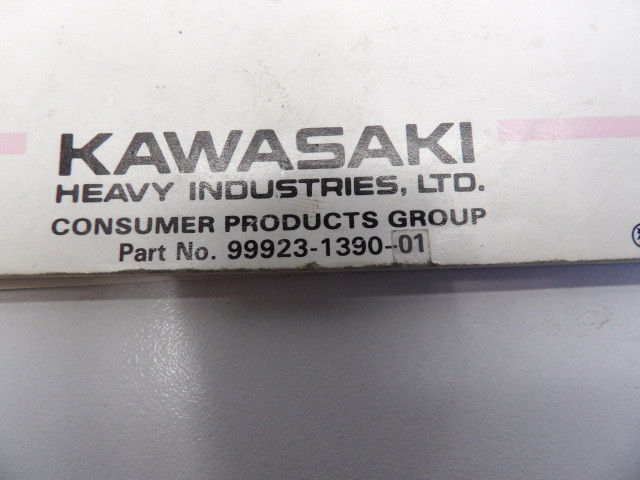 KAWASAKI
HEAVY INDUSTRIES, LTD.
CONSUMER PRODUCTS GROUP
Part No. 99923-1390-01